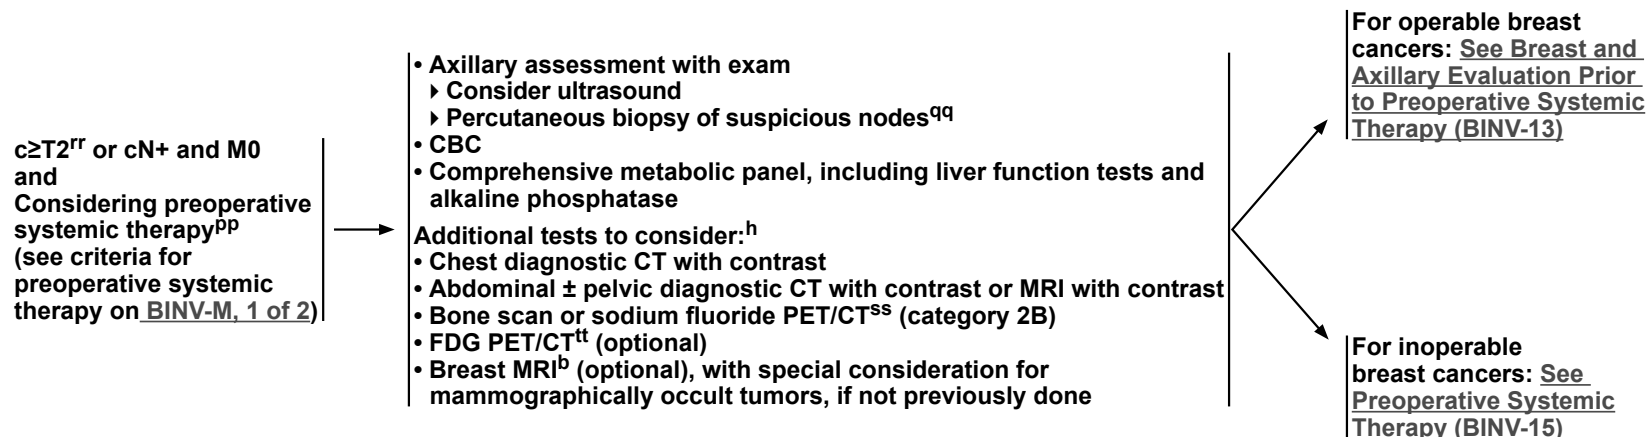 c≥T2rr or cN+ and M0
and
Considering preoperative
systemic therapypp
(see criteria for
preoperative systemic
therapy on BINV-M, 1 of 2)
• Axillary assessment with exam
▸ Consider ultrasound
▸ Percutaneous biopsy of suspicious nodesqq
• CBC
• Comprehensive metabolic panel, including liver function tests and
alkaline phosphatase
Additional tests to consider:h
• Chest diagnostic CT with contrast
• Abdominal ± pelvic diagnostic CT with contrast or MRI with contrast
• Bone scan or sodium fluoride PET/CTss (category 2B)
• FDG PET/CTtt (optional)
• Breast MRIb (optional), with special consideration for
mammographically occult tumors, if not previously done
For operable breast
cancers: See Breast and
Axillary Evaluation Prior
to Preoperative Systemic
Therapy (BINV-13)
For inoperable
breast cancers: See
Preoperative Systemic
Therapy (BINV-15)